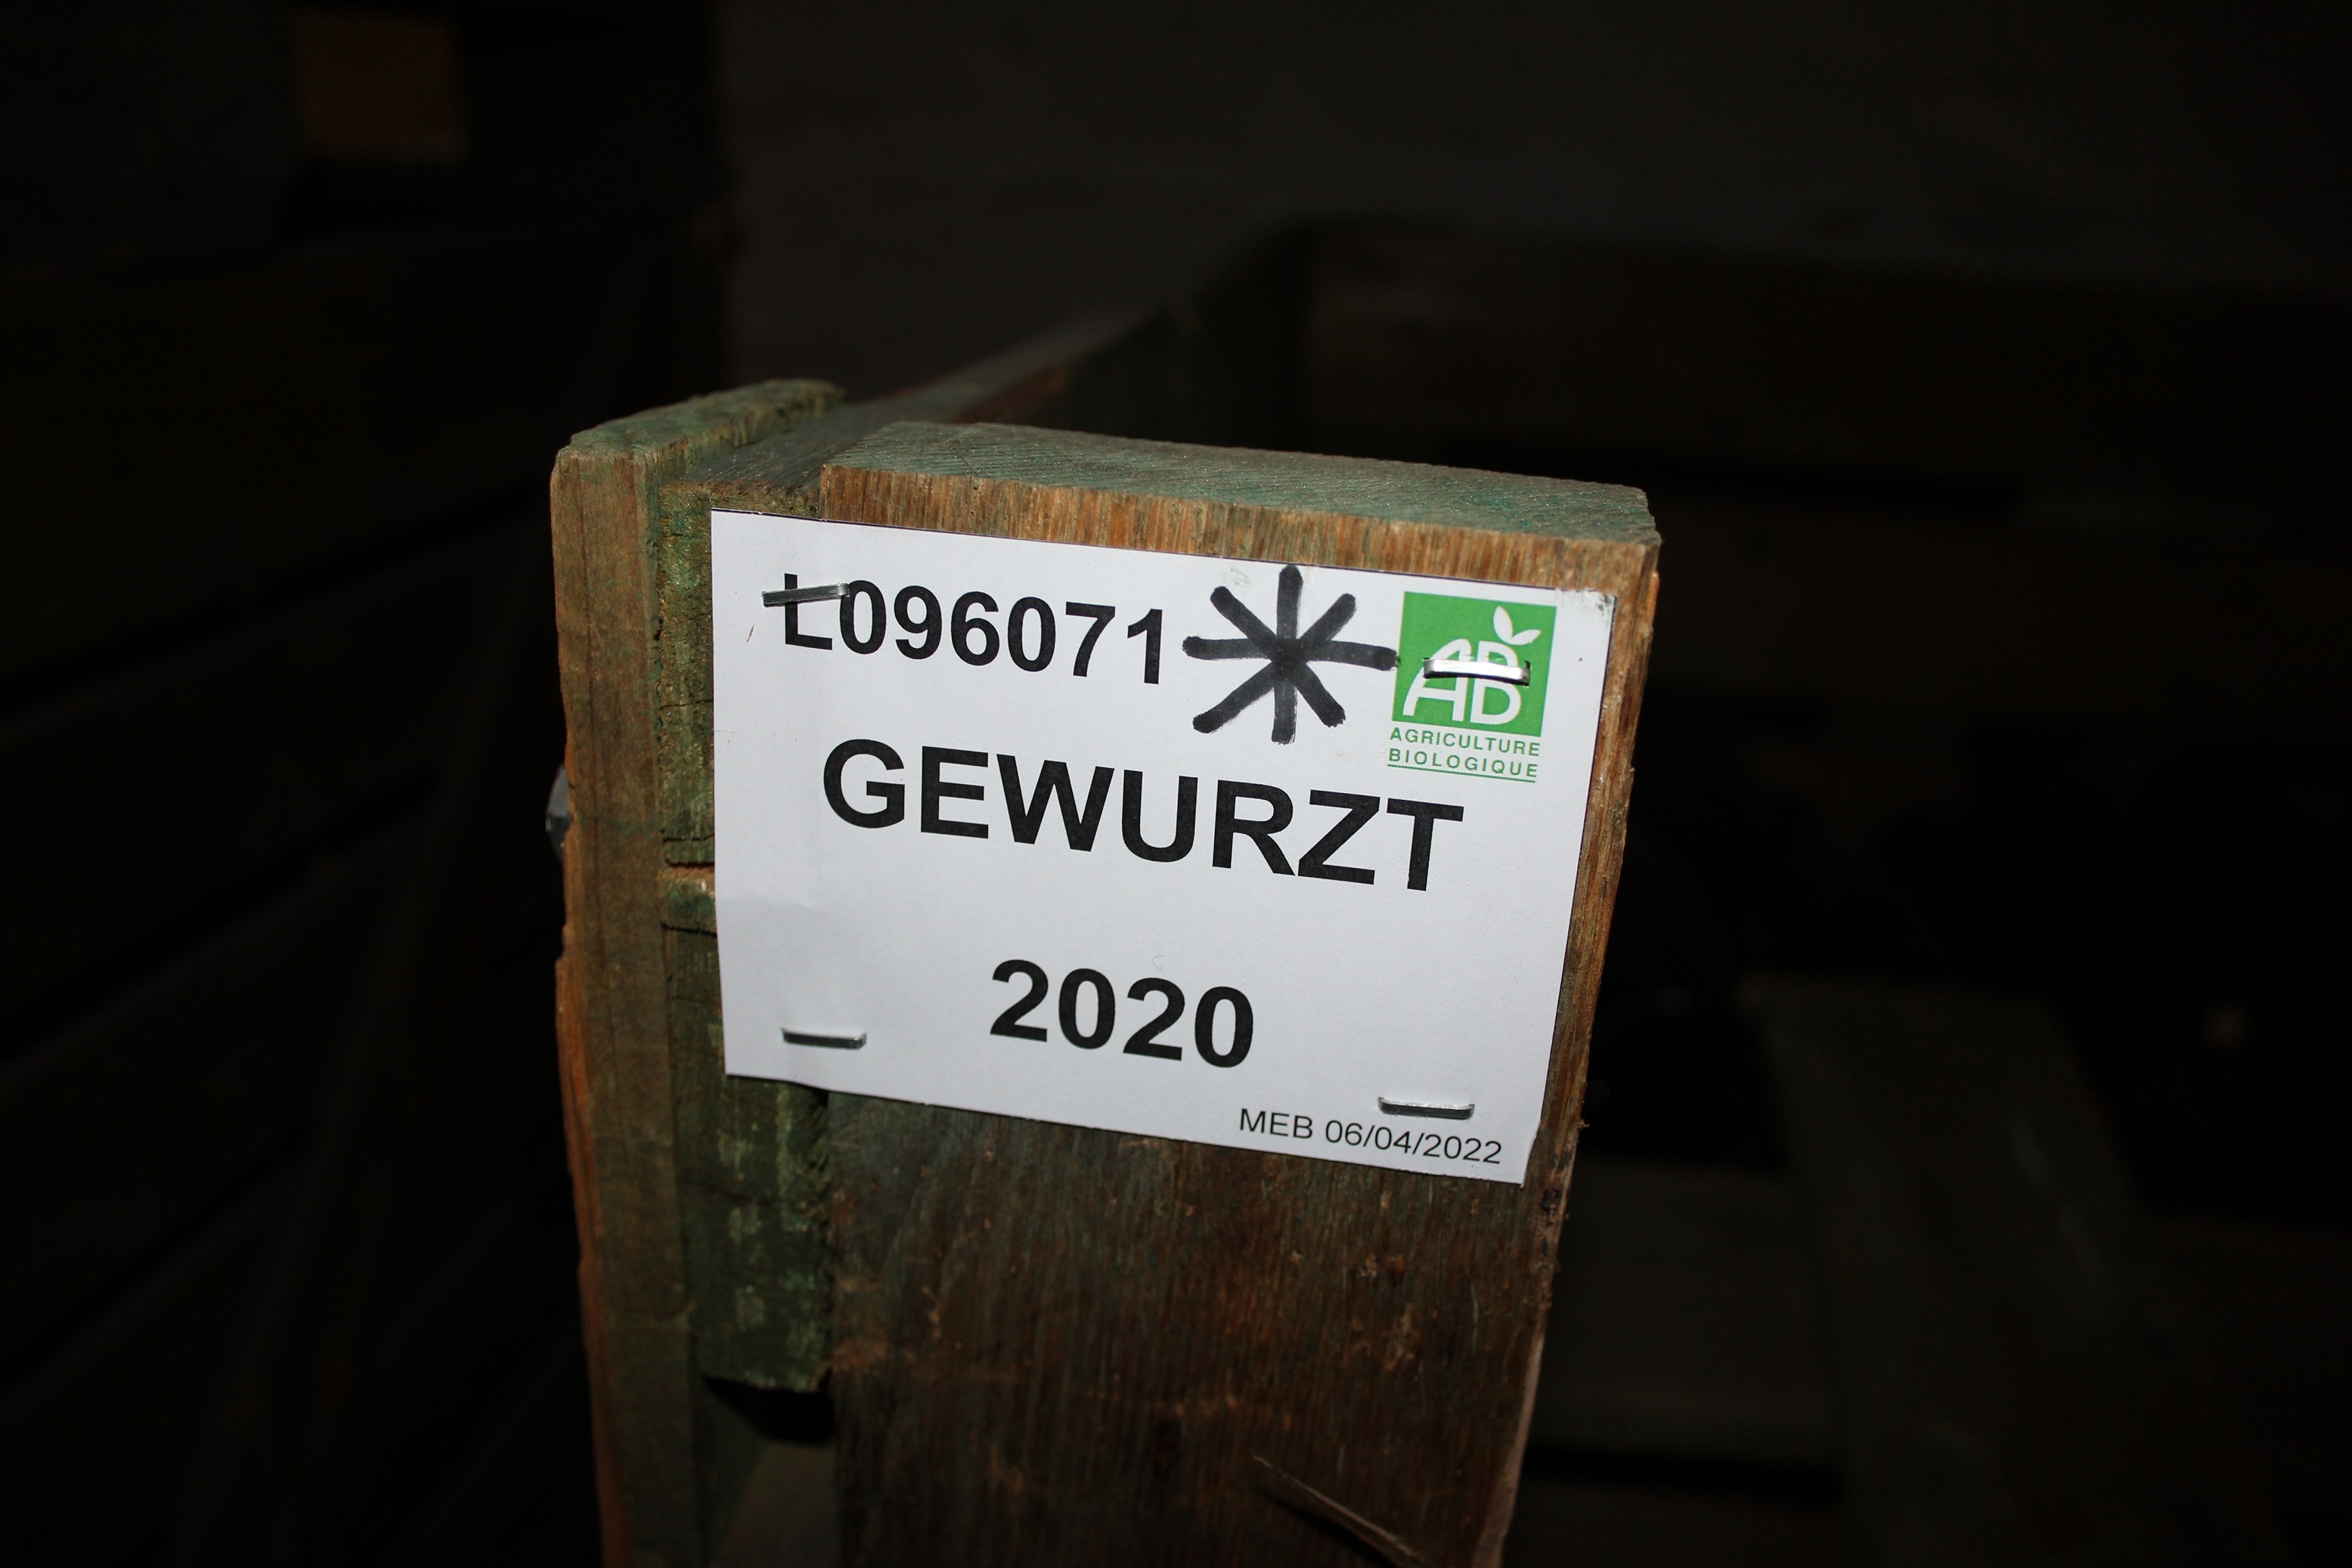 L096071
AB
AGRICULTURE
BIOLOGIQUE
GEWURZT
2020
MEB 06/04/2022